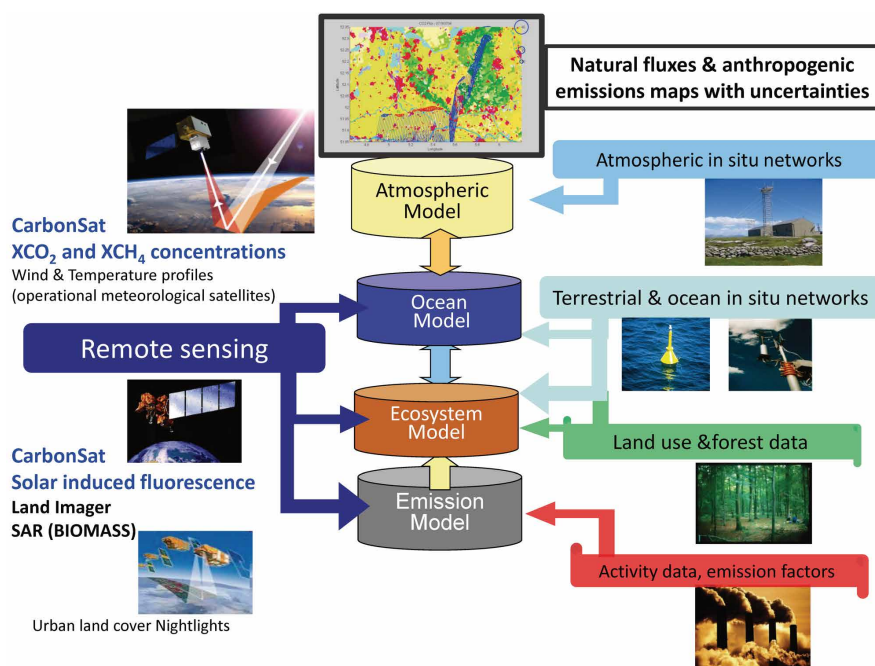 Natural fluxes & anthropogenic
emissions maps with uncertainties
Latitude
Longitude
Atmospheric
Model
Atmospheric in situ networks
CarbonSat
XCO₂ and XCH₄ concentrations
Wind & Temperature profiles
(operational meteorological satellites)
Ocean
Model
Terrestrial & ocean in situ networks
Remote sensing
Ecosystem
Model
Land use &forest data
CarbonSat
Solar induced fluorescence
Land Imager
SAR (BIOMASS)
Emission
Model
Activity data, emission factors
Urban land cover Nightlights